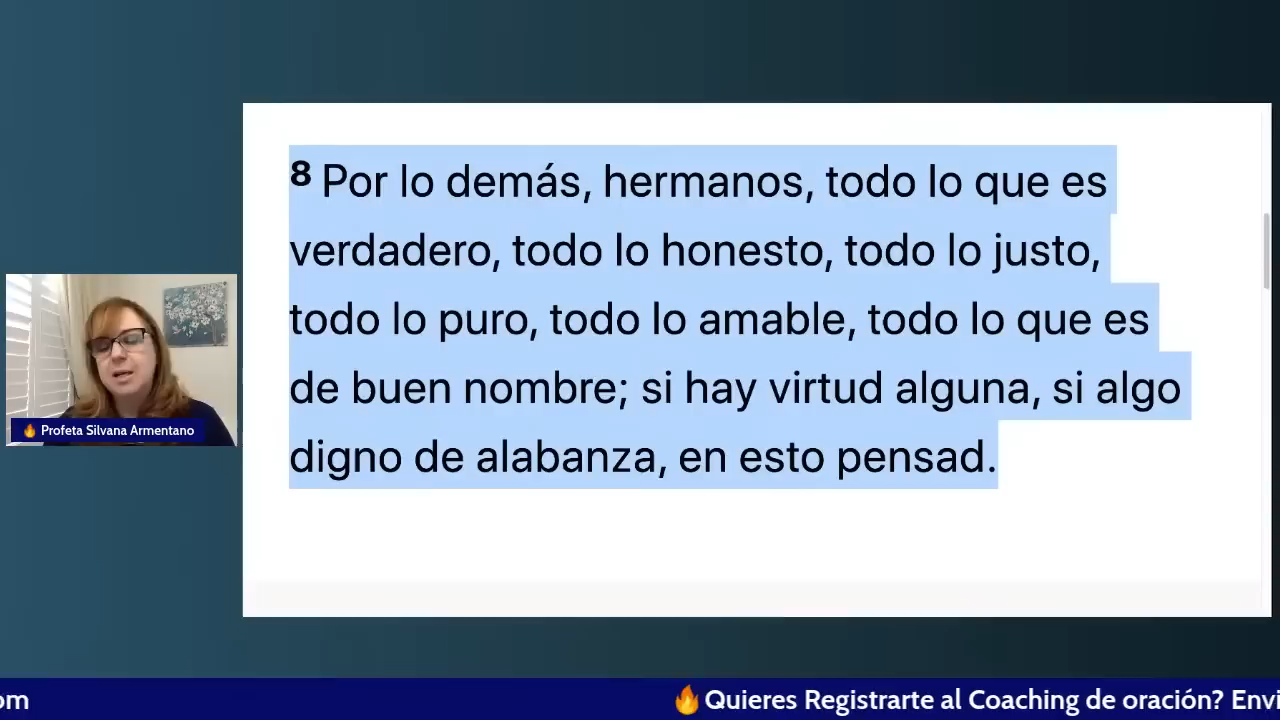 8 Por lo demás, hermanos, todo lo que es
verdadero, todo lo honesto, todo lo justo,
todo lo puro, todo lo amable, todo lo que es
de buen nombre; si hay virtud alguna, si algo
digno de alabanza, en esto pensad.
🔥 Profeta Silvana Armentano
om 🔥Quieres Registrarte al Coaching de oración? Envi